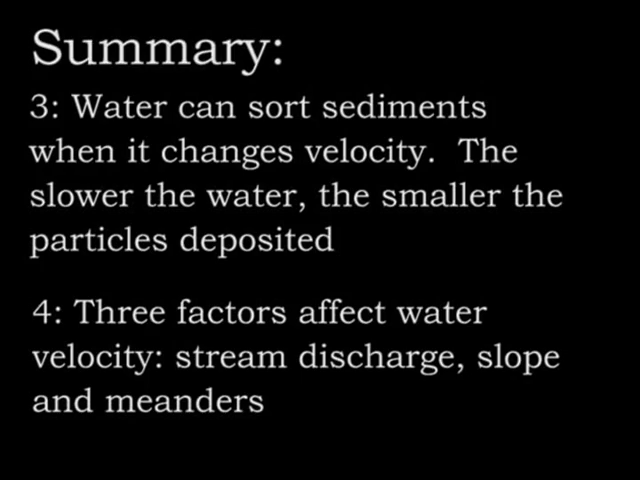 Summary:
3: Water can sort sediments
when it changes velocity.  The
slower the water, the smaller the
particles deposited
4: Three factors affect water
velocity: stream discharge, slope
and meanders